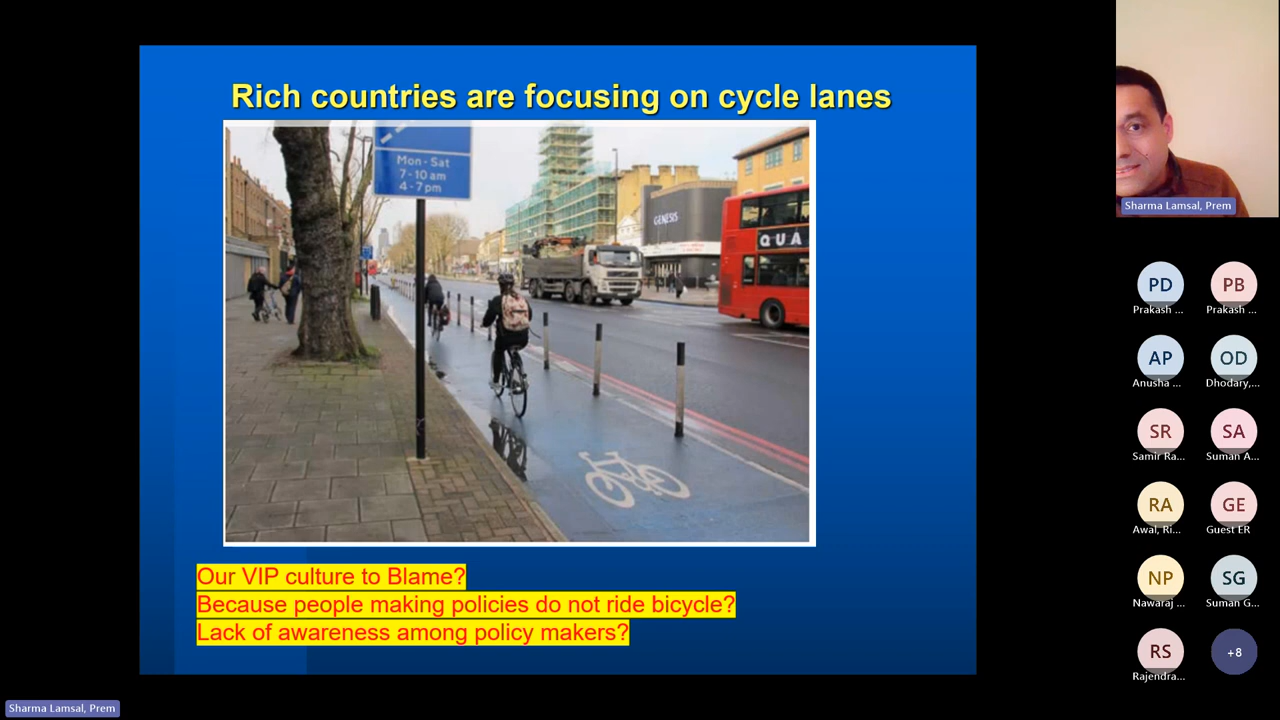 Rich countries are focusing on cycle lanes
Mon - Sat
7 - 10 am
4 - 7 pm
GENESIS
QUA
Our VIP culture to Blame?
Because people making policies do not ride bicycle?
Lack of awareness among policy makers?
Sharma Lamsal, Prem
PD
Prakash ...
PB
Prakash ...
AP
Anusha ...
OD
Dhodary,...
SR
Samir Ra...
SA
Suman A...
RA
Awal, Ri...
GE
Guest ER
NP
Nawaraj ...
SG
Suman G...
RS
Rajendra...
+8
Sharma Lamsal, Prem